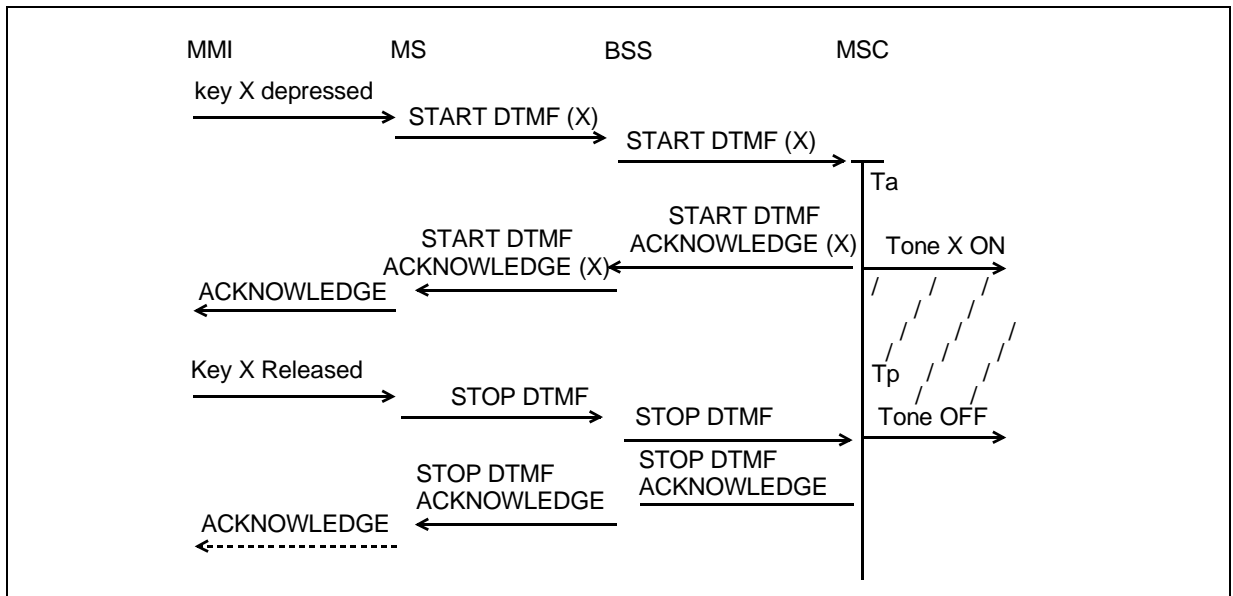 MMI MS BSS MSC
key X depressed
START DTMF (X)
START DTMF (X)
Ta
START DTMF
ACKNOWLEDGE (X)
Tone X ON
START DTMF
ACKNOWLEDGE (X)
ACKNOWLEDGE
Key X Released
Tp
STOP DTMF
STOP DTMF
Tone OFF
STOP DTMF
ACKNOWLEDGE
STOP DTMF
ACKNOWLEDGE
ACKNOWLEDGE